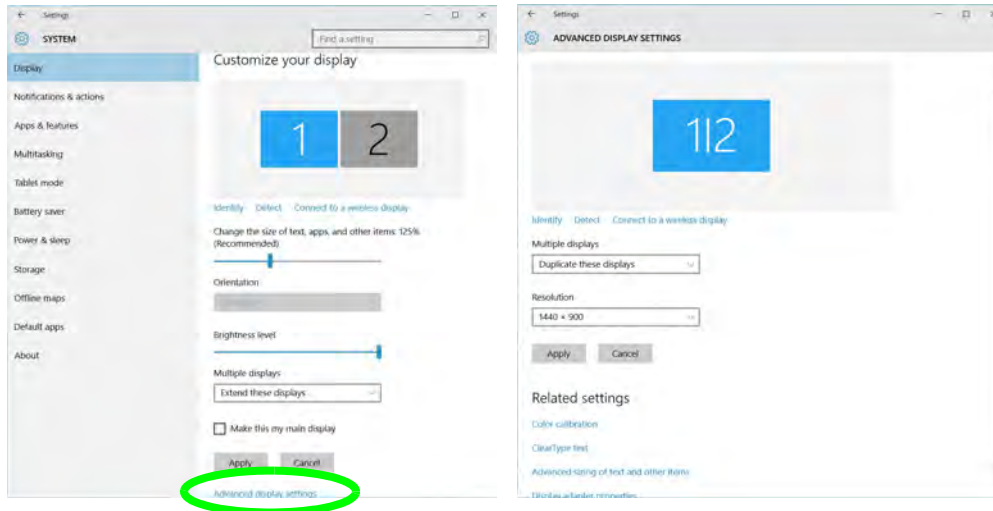 Settings
SYSTEM
Find a setting
Display
Notifications & actions
Apps & features
Multitasking
Tablet mode
Battery saver
Power & sleep
Storage
Offline maps
Default apps
About
Customize your display
1 2
Identify Detect Connect to a wireless display
Change the size of text, apps, and other items: 125%
(Recommended)
Orientation
Brightness level
Multiple displays
Extend these displays
Make this my main display
Apply Cancel
Advanced display settings
Settings
ADVANCED DISPLAY SETTINGS
1|2
Identify Detect Connect to a wireless display
Multiple displays
Duplicate these displays
Resolution
1440 × 900
Apply Cancel
Related settings
Color calibration
ClearType text
Advanced sizing of text and other items
Display adapter properties